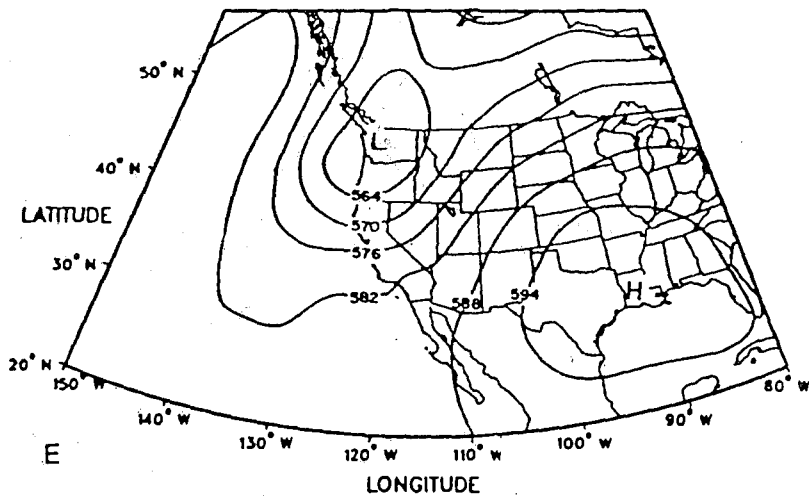 50° N
40° N
LATITUDE
30° N
20° N
150° W
140° W
130° W
120° W
110° W
100° W
90° W
80° W
L
564
570
576
582
588
594
H
E
LONGITUDE